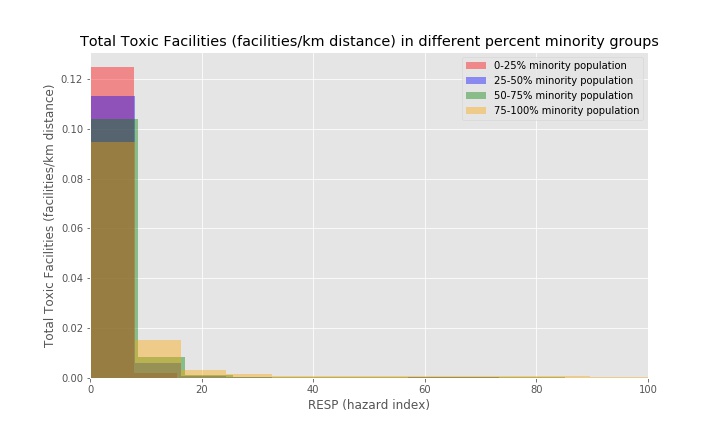 Total Toxic Facilities (facilities/km distance) in different percent minority groups
0-25% minority population
25-50% minority population
50-75% minority population
75-100% minority population
Total Toxic Facilities (facilities/km distance)
0.12
0.10
0.08
0.06
0.04
0.02
0.00
0 20 40 60 80 100
RESP (hazard index)